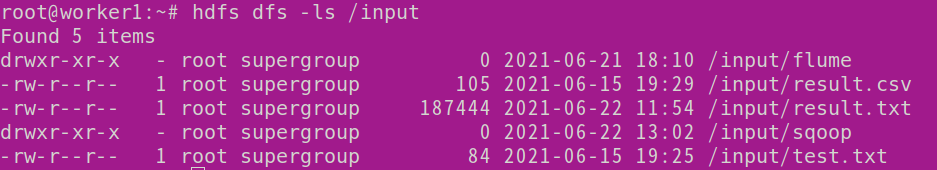 root@worker1:~# hdfs dfs -ls /input
Found 5 items
drwxr-xr-x   - root supergroup          0 2021-06-21 18:10 /input/flume
-rw-r--r--   1 root supergroup        105 2021-06-15 19:29 /input/result.csv
-rw-r--r--   1 root supergroup     187444 2021-06-22 11:54 /input/result.txt
drwxr-xr-x   - root supergroup          0 2021-06-22 13:02 /input/sqoop
-rw-r--r--   1 root supergroup         84 2021-06-15 19:25 /input/test.txt